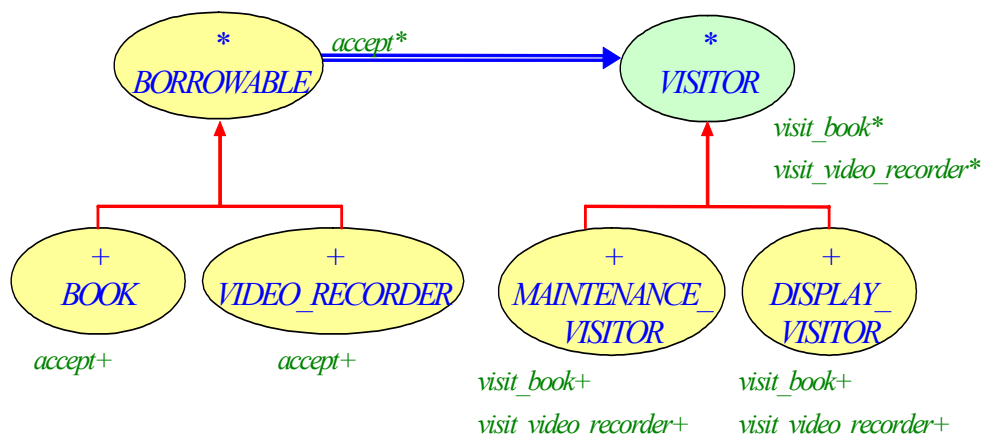 *
BORROWABLE
accept*
*
VISITOR
visit_book*
visit_video_recorder*
+
BOOK
accept+
+
VIDEO_RECORDER
accept+
+
MAINTENANCE_
VISITOR
visit_book+
visit_video_recorder+
+
DISPLAY_
VISITOR
visit_book+
visit_video_recorder+